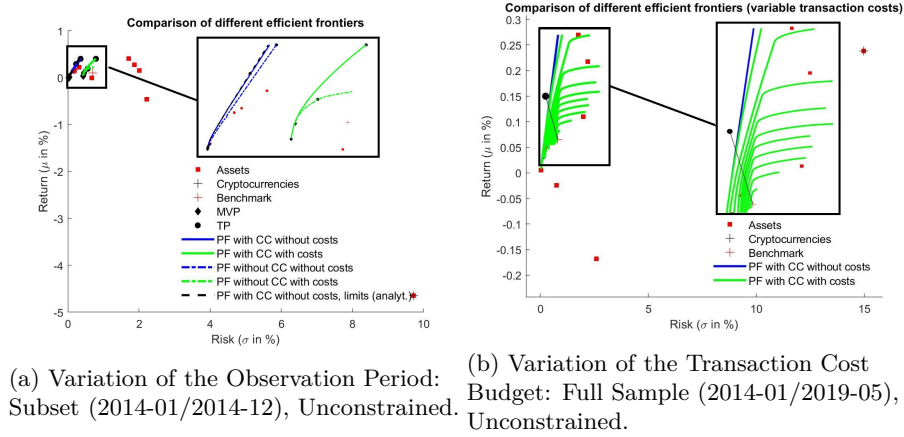 Comparison of different efficient frontiers
1
0
-1
-2
-3
-4
-5
Return (μ in %)
Assets
Cryptocurrencies
Benchmark
MVP
TP
PF with CC without costs
PF with CC with costs
PF without CC without costs
PF without CC with costs
PF with CC without costs, limits (analyt.)
0 2 4 6 8 10
Risk (σ in %)
(a) Variation of the Observation Period:
Subset (2014-01/2014-12), Unconstrained.
Comparison of different efficient frontiers (variable transaction costs)
0.3
0.25
0.2
0.15
0.1
0.05
0
-0.05
-0.1
-0.15
-0.2
Return (μ in %)
Assets
Cryptocurrencies
Benchmark
PF with CC without costs
PF with CC with costs
0 5 10 15
Risk (σ in %)
(b) Variation of the Transaction Cost
Budget: Full Sample (2014-01/2019-05),
Unconstrained.